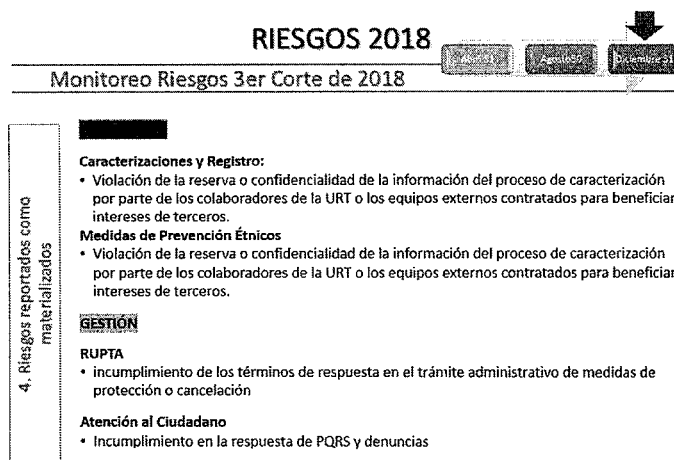 RIESGOS 2018
Agosto30
Diciembre 31
Monitoreo Riesgos 3er Corte de 2018
4. Riesgos reportados como
materializados
Caracterizaciones y Registro:
• Violación de la reserva o confidencialidad de la información del proceso de caracterización
por parte de los colaboradores de la URT o los equipos externos contratados para beneficiar
intereses de terceros.
Medidas de Prevención Étnicos
• Violación de la reserva o confidencialidad de la información del proceso de caracterización
por parte de los colaboradores de la URT o los equipos externos contratados para beneficiar
intereses de terceros.
GESTIÓN
RUPTA
• incumplimiento de los términos de respuesta en el trámite administrativo de medidas de
protección o cancelación
Atención al Ciudadano
• Incumplimiento en la respuesta de PQRS y denuncias